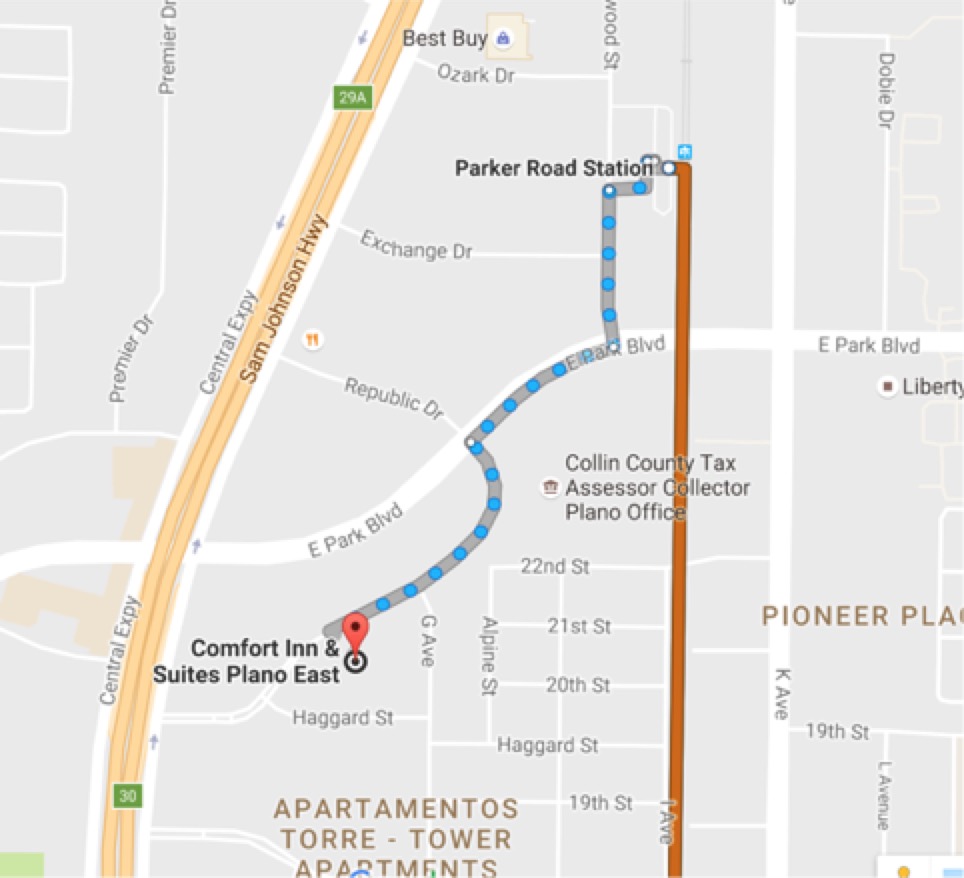 Premier Dr
wood St
Best Buy
Ozark Dr
29A
Dobie Dr
Parker Road Station
Exchange Dr
Sam Johnson Hwy
Central Expy
Premier Dr
E Park Blvd
E Park Blvd
Republic Dr
Liberty
Collin County Tax
Assessor Collector
Plano Office
E Park Blvd
22nd St
Central Expy
PIONEER PLAC
G Ave
Alpine St
21st St
Comfort Inn &
Suites Plano East
20th St
K Ave
Haggard St
19th St
Haggard St
L Avenue
30
19th St
I Ave
APARTAMENTOS
TORRE - TOWER
APARTMENTS